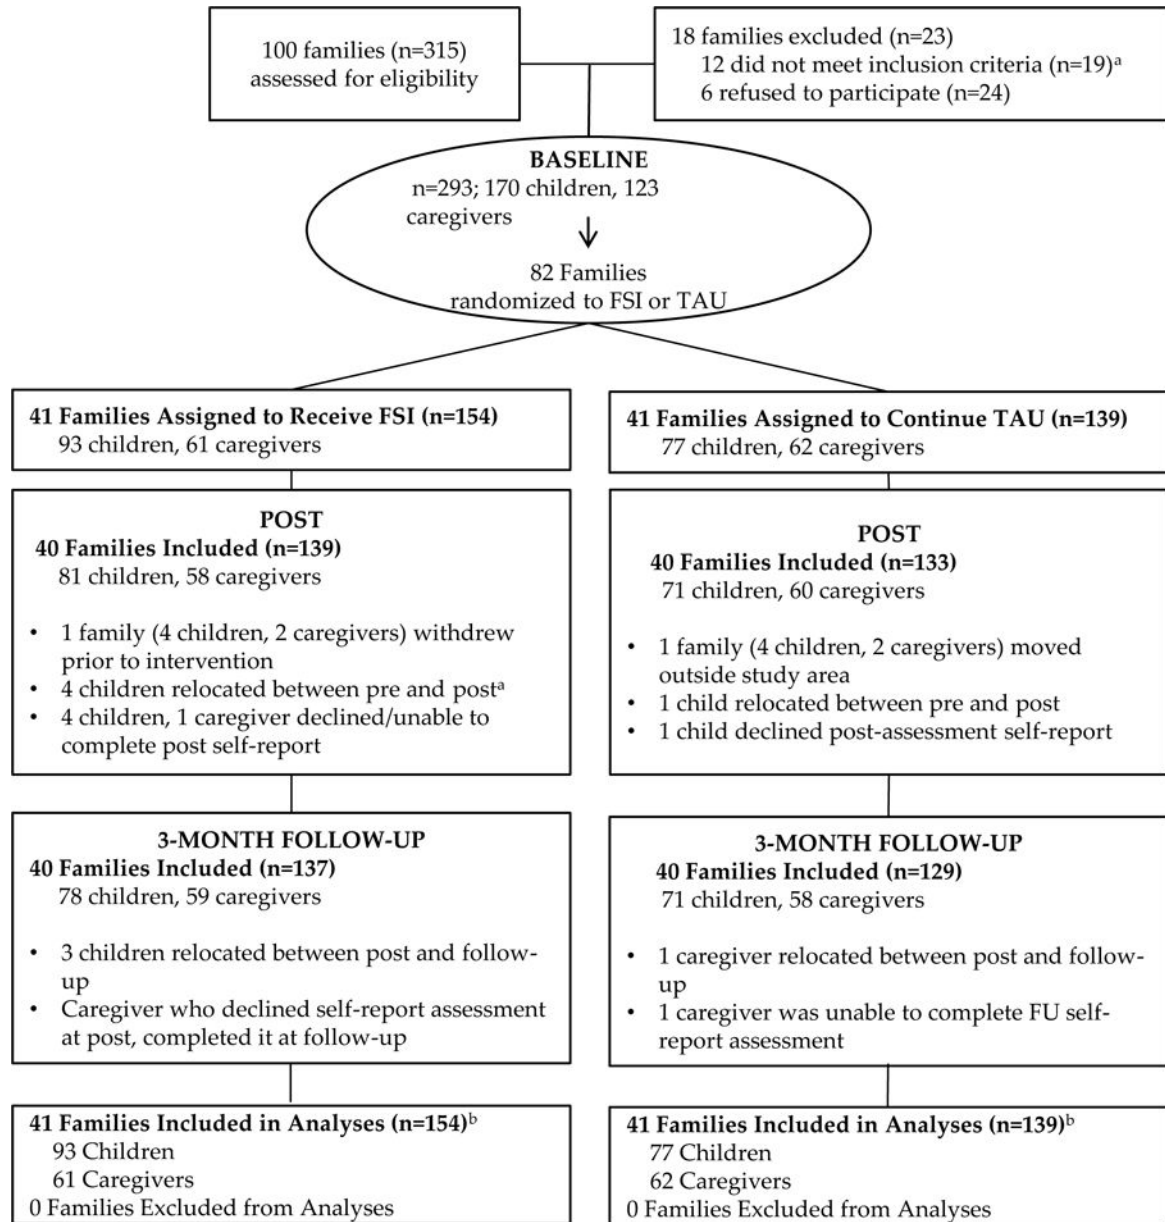 100 families (n=315)
assessed for eligibility
18 families excluded (n=23)
12 did not meet inclusion criteria (n=19)ᵃ
6 refused to participate (n=24)
BASELINE
n=293; 170 children, 123
caregivers
82 Families
randomized to FSI or TAU
41 Families Assigned to Receive FSI (n=154)
93 children, 61 caregivers
41 Families Assigned to Continue TAU (n=139)
77 children, 62 caregivers
POST
40 Families Included (n=139)
81 children, 58 caregivers
• 1 family (4 children, 2 caregivers) withdrew
prior to intervention
• 4 children relocated between pre and postᵃ
• 4 children, 1 caregiver declined/unable to
complete post self-report
POST
40 Families Included (n=133)
71 children, 60 caregivers
• 1 family (4 children, 2 caregivers) moved
outside study area
• 1 child relocated between pre and post
• 1 child declined post-assessment self-report
3-MONTH FOLLOW-UP
40 Families Included (n=137)
78 children, 59 caregivers
• 3 children relocated between post and follow-
up
• Caregiver who declined self-report assessment
at post, completed it at follow-up
3-MONTH FOLLOW-UP
40 Families Included (n=129)
71 children, 58 caregivers
• 1 caregiver relocated between post and follow-
up
• 1 caregiver was unable to complete FU self-
report assessment
41 Families Included in Analyses (n=154)ᵇ
93 Children
61 Caregivers
0 Families Excluded from Analyses
41 Families Included in Analyses (n=139)ᵇ
77 Children
62 Caregivers
0 Families Excluded from Analyses